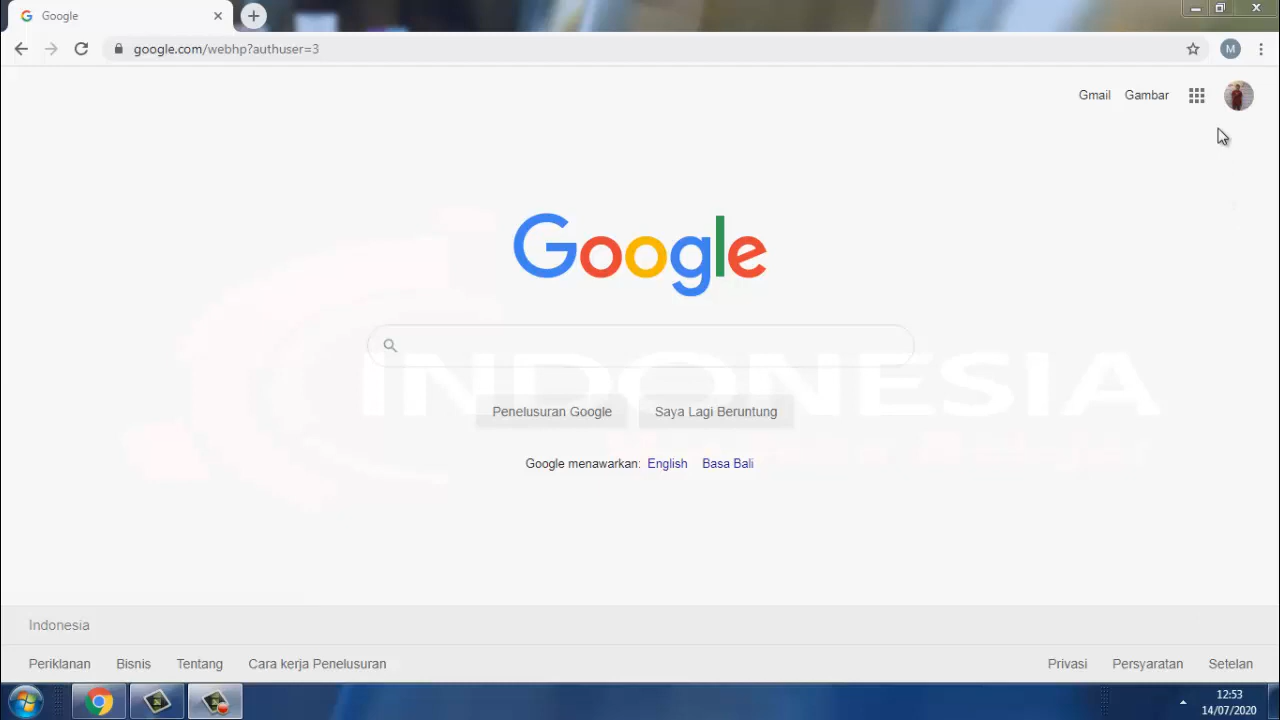 Google
google.com/webhp?authuser=3
M
Gmail Gambar
Google
INDONESIA
Penelusuran Google Saya Lagi Beruntung
Google menawarkan: English Basa Bali
Indonesia
Periklanan Bisnis Tentang Cara kerja Penelusuran Privasi Persyaratan Setelan
12:53
14/07/2020